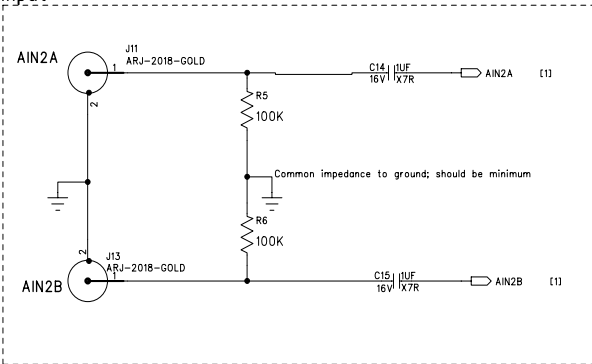 Input
AIN2A
J11
ARJ-2018-GOLD
1
2
C14 1UF
16V X7R
AIN2A [1]
R5
100K
Common impedance to ground; should be minimum
R6
100K
2
J13
ARJ-2018-GOLD
1
AIN2B
C15 1UF
16V X7R
AIN2B [1]